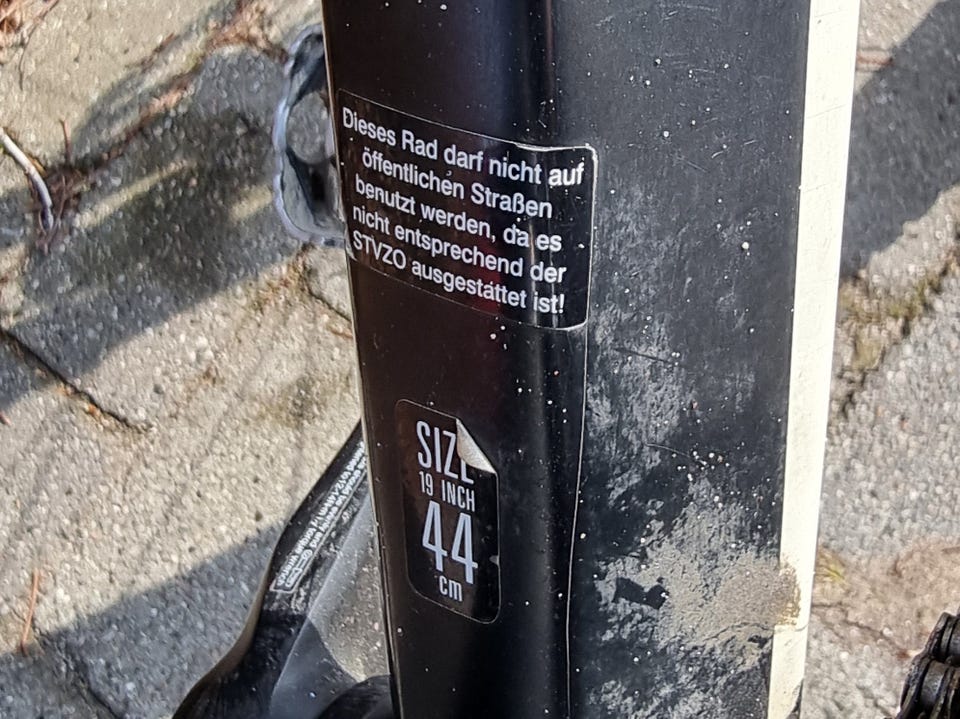 Dieses Rad darf nicht auf
öffentlichen Straßen
benutzt werden, da es
nicht entsprechend der
STVZO ausgestattet ist!
SIZE
19 INCH
44
cm